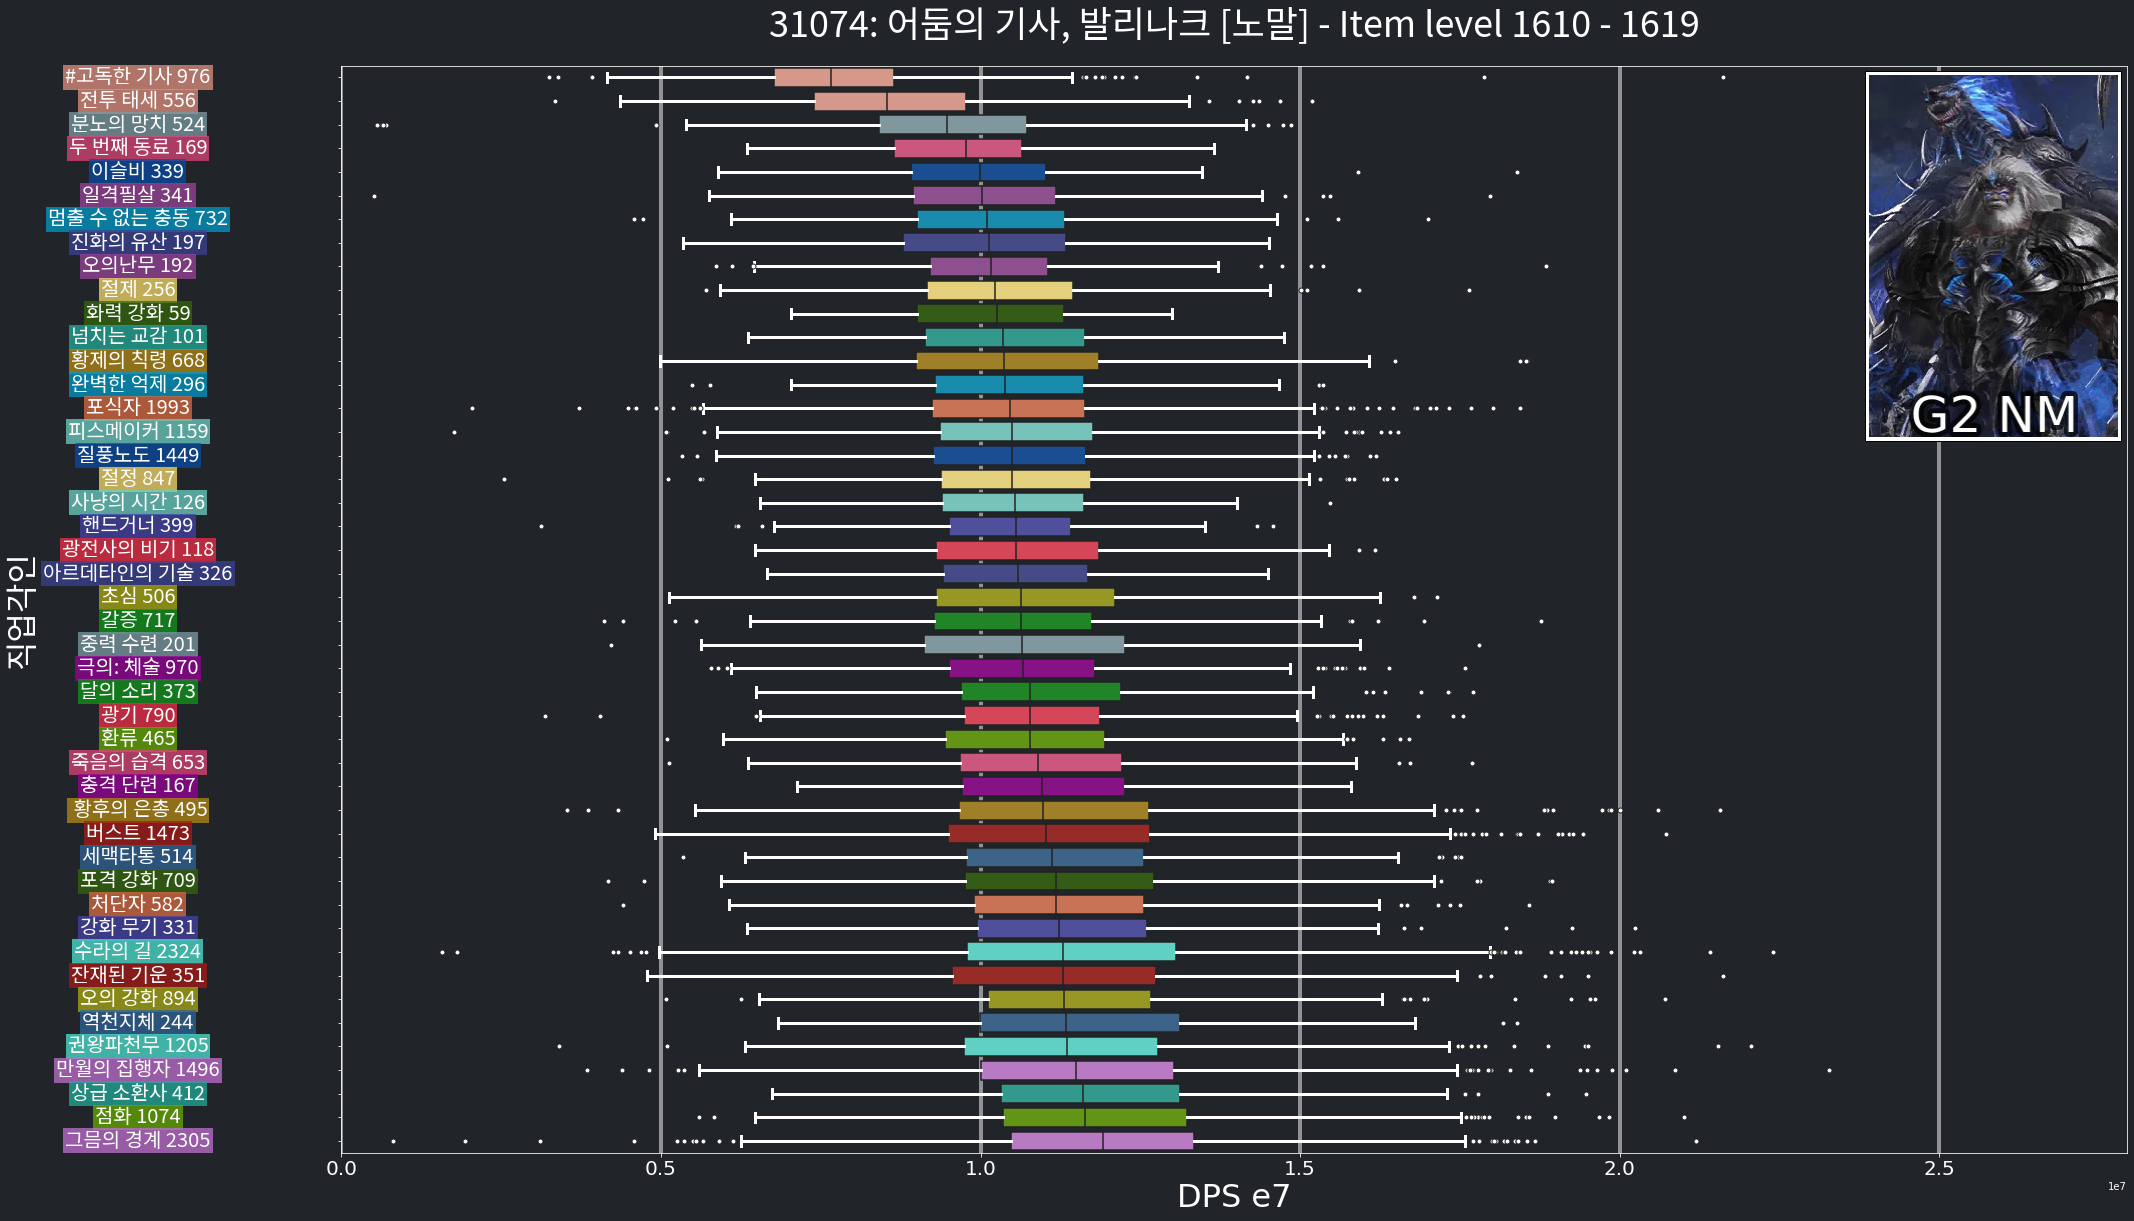 31074: 어둠의 기사, 발리나크 [노말] - Item level 1610 - 1619
#고독한 기사 976
전투 태세 556
분노의 망치 524
두 번째 동료 169
이슬비 339
일격필살 341
멈출 수 없는 충동 732
진화의 유산 197
오의난무 192
절제 256
화력 강화 59
넘치는 교감 101
황제의 칙령 668
완벽한 억제 296
포식자 1993
피스메이커 1159
질풍노도 1449
절정 847
사냥의 시간 126
핸드거너 399
광전사의 비기 118
아르데타인의 기술 326
초심 506
갈증 717
중력 수련 201
극의: 체술 970
달의 소리 373
광기 790
환류 465
죽음의 습격 653
충격 단련 167
황후의 은총 495
버스트 1473
세맥타통 514
포격 강화 709
처단자 582
강화 무기 331
수라의 길 2324
잔재된 기운 351
오의 강화 894
역천지체 244
권왕파천무 1205
만월의 집행자 1496
상급 소환사 412
점화 1074
그믐의 경계 2305
직업각인
G2 NM
0.0 0.5 1.0 1.5 2.0 2.5
1e7
DPS e7